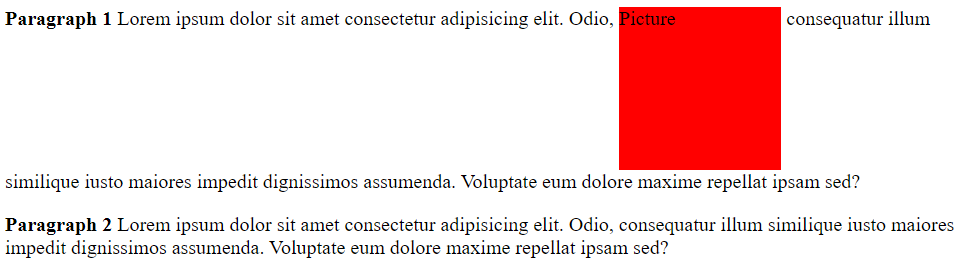 Paragraph 1 Lorem ipsum dolor sit amet consectetur adipisicing elit. Odio, Picture consequatur illum
similique iusto maiores impedit dignissimos assumenda. Voluptate eum dolore maxime repellat ipsam sed?
Paragraph 2 Lorem ipsum dolor sit amet consectetur adipisicing elit. Odio, consequatur illum similique iusto maiores
impedit dignissimos assumenda. Voluptate eum dolore maxime repellat ipsam sed?